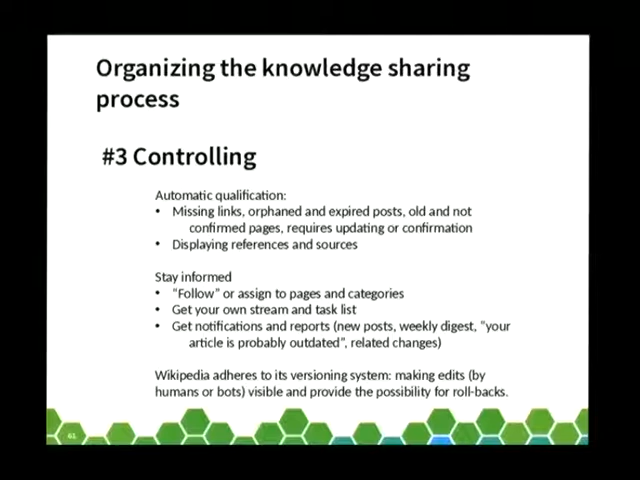 Organizing the knowledge sharing
process
#3 Controlling
Automatic qualification:
• Missing links, orphaned and expired posts, old and not
confirmed pages, requires updating or confirmation
• Displaying references and sources
Stay informed
• “Follow” or assign to pages and categories
• Get your own stream and task list
• Get notifications and reports (new posts, weekly digest, “your
article is probably outdated”, related changes)
Wikipedia adheres to its versioning system: making edits (by
humans or bots) visible and provide the possibility for roll-backs.
61